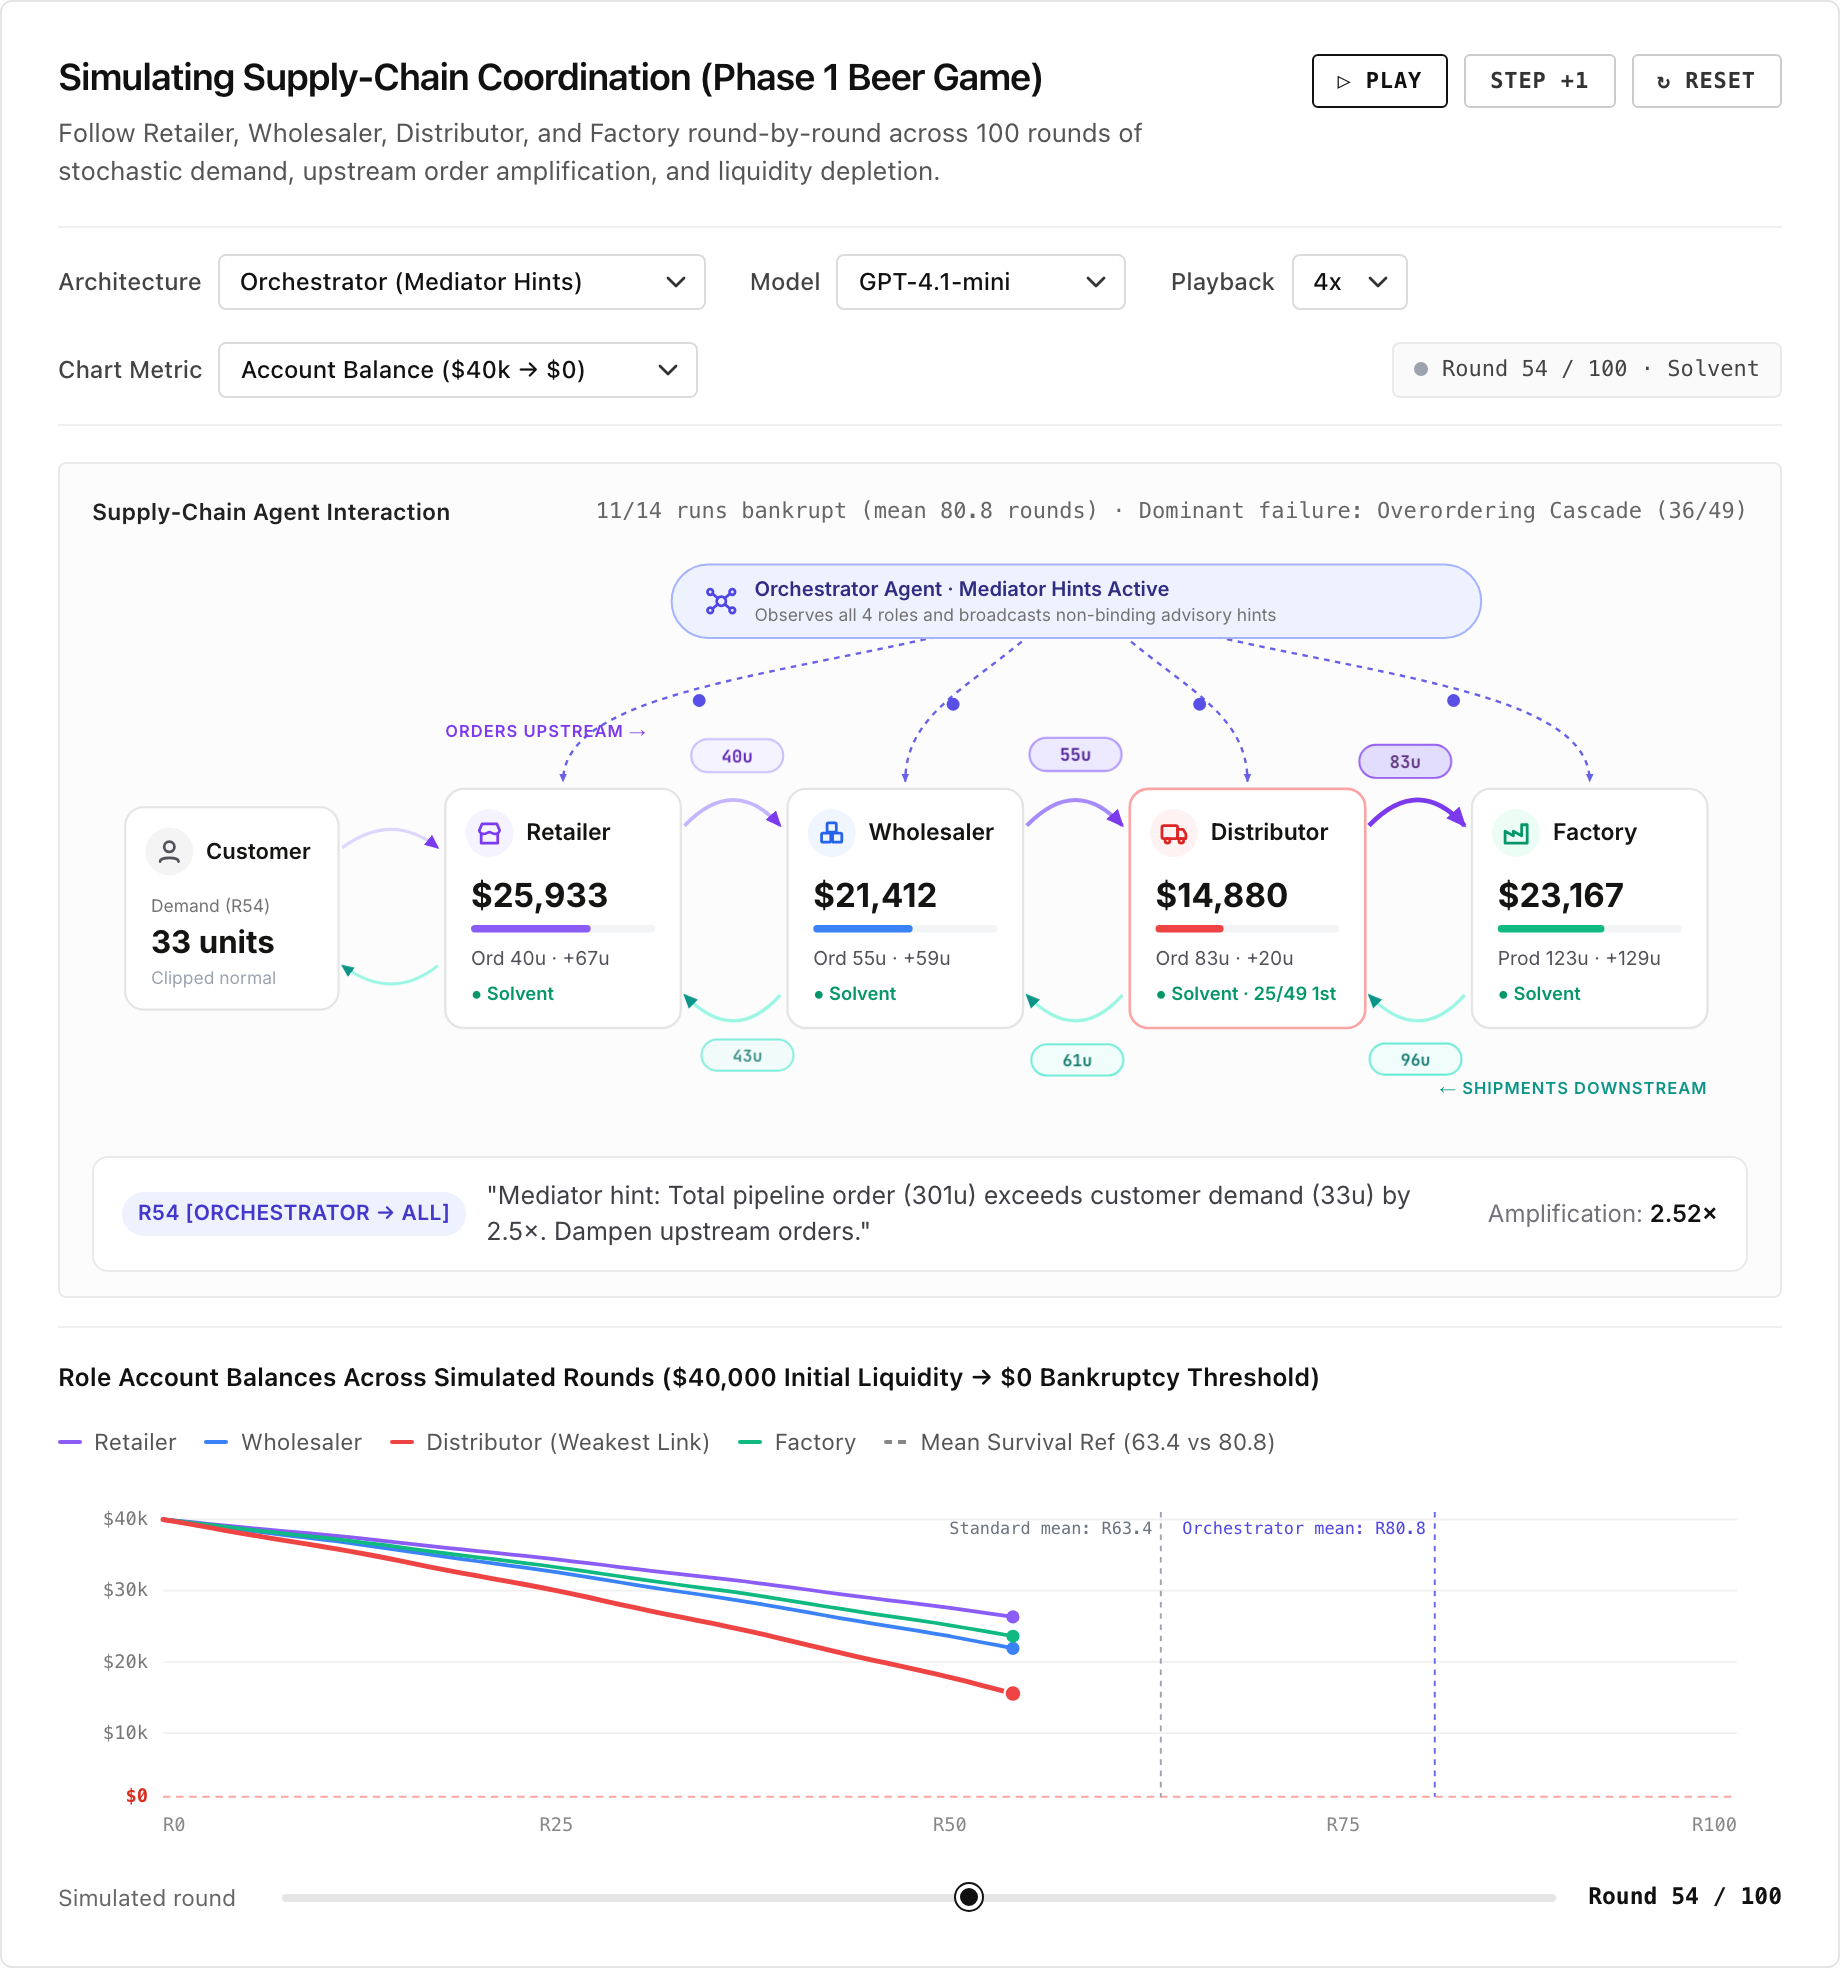 Simulating Supply-Chain Coordination (Phase 1 Beer Game)
▷ PLAY
STEP +1
↻ RESET
Follow Retailer, Wholesaler, Distributor, and Factory round-by-round across 100 rounds of
stochastic demand, upstream order amplification, and liquidity depletion.
Architecture
Orchestrator (Mediator Hints)
Model
GPT-4.1-mini
Playback
4x
Chart Metric
Account Balance ($40k → $0)
Round 54 / 100 · Solvent
Supply-Chain Agent Interaction
11/14 runs bankrupt (mean 80.8 rounds) · Dominant failure: Overordering Cascade (36/49)
Orchestrator Agent · Mediator Hints Active
Observes all 4 roles and broadcasts non-binding advisory hints
ORDERS UPSTREAM →
40u
55u
83u
Customer
Demand (R54)
33 units
Clipped normal
Retailer
$25,933
Ord 40u · +67u
● Solvent
Wholesaler
$21,412
Ord 55u · +59u
● Solvent
Distributor
$14,880
Ord 83u · +20u
● Solvent · 25/49 1st
Factory
$23,167
Prod 123u · +129u
● Solvent
43u
61u
96u
← SHIPMENTS DOWNSTREAM
R54 [ORCHESTRATOR → ALL]
"Mediator hint: Total pipeline order (301u) exceeds customer demand (33u) by
2.5×. Dampen upstream orders."
Amplification: 2.52×
Role Account Balances Across Simulated Rounds ($40,000 Initial Liquidity → $0 Bankruptcy Threshold)
Retailer
Wholesaler
Distributor (Weakest Link)
Factory
Mean Survival Ref (63.4 vs 80.8)
$40k
Standard mean: R63.4
Orchestrator mean: R80.8
$30k
$20k
$10k
$0
R0
R25
R50
R75
R100
Simulated round
Round 54 / 100